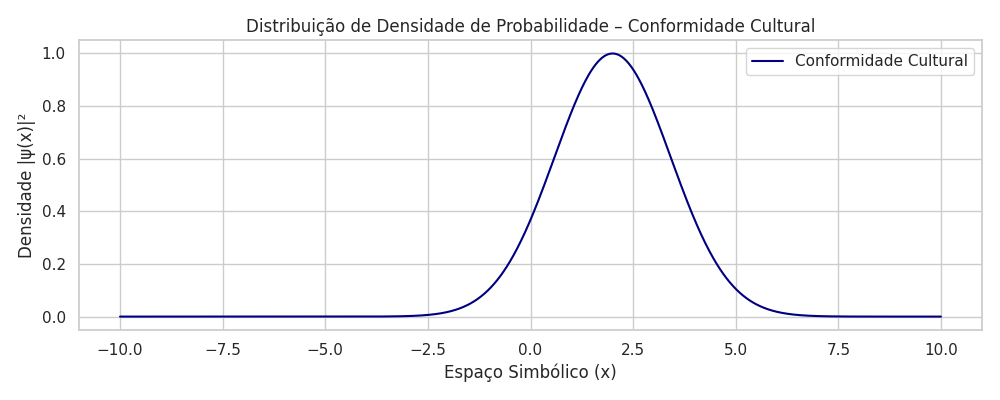 Distribuição de Densidade de Probabilidade – Conformidade Cultural
Conformidade Cultural
Densidade |ψ(x)|²
1.0
0.8
0.6
0.4
0.2
0.0
−10.0 −7.5 −5.0 −2.5 0.0 2.5 5.0 7.5 10.0
Espaço Simbólico (x)